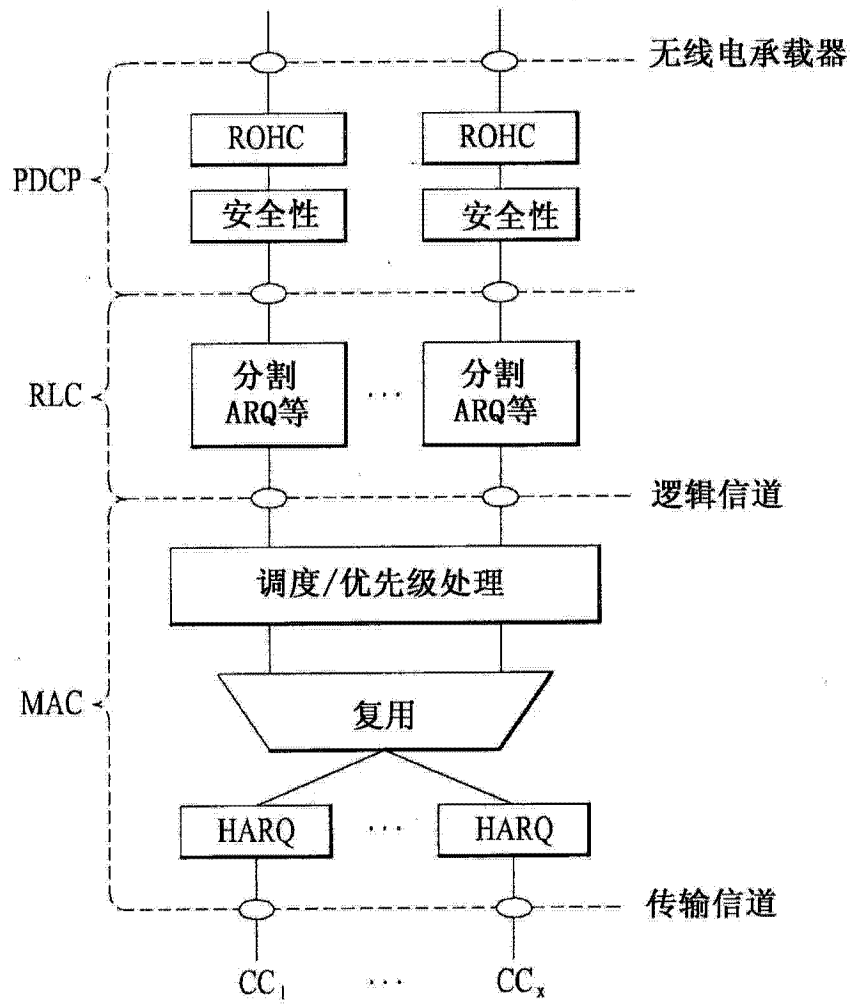 无线电承载器
ROHC
ROHC
PDCP
安全性
安全性
分割
ARQ等
...
分割
ARQ等
RLC
逻辑信道
调度/优先级处理
MAC
复用
HARQ
...
HARQ
传输信道
CC₁
...
CCₓ